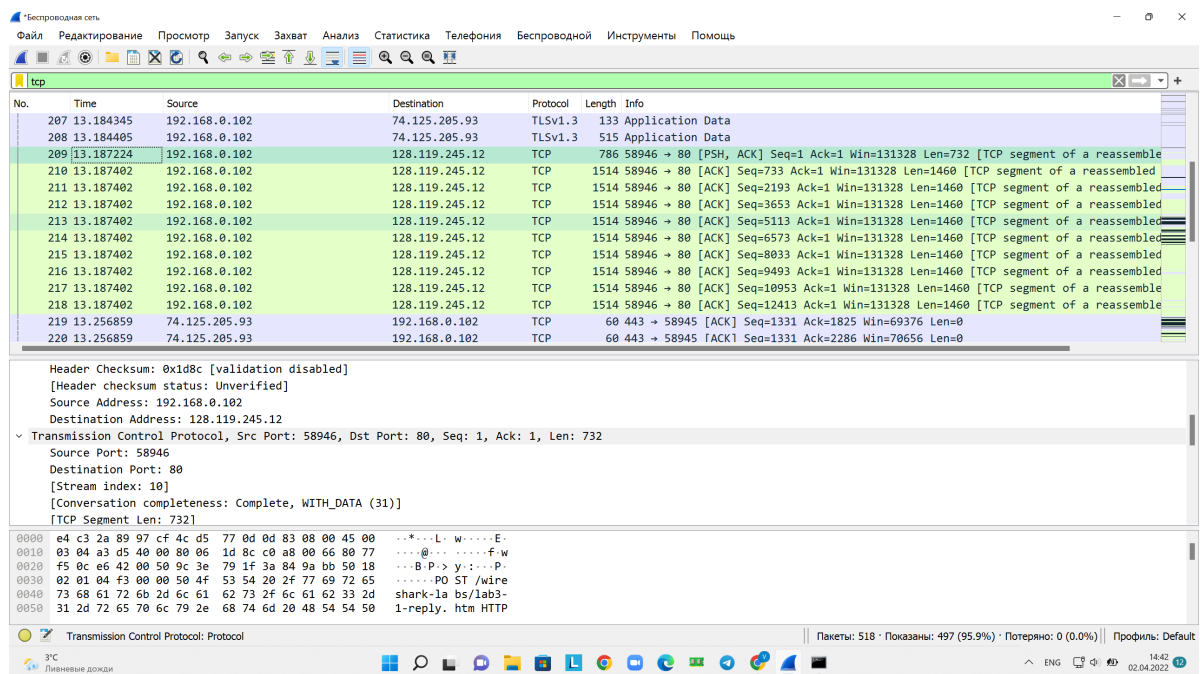 *Беспроводная сеть
Файл Редактирование Просмотр Запуск Захват Анализ Статистика Телефония Беспроводной Инструменты Помощь
tcp
No. Time Source Destination Protocol Length Info
207 13.184345 192.168.0.102 74.125.205.93 TLSv1.3 133 Application Data
208 13.184405 192.168.0.102 74.125.205.93 TLSv1.3 515 Application Data
209 13.187224 192.168.0.102 128.119.245.12 TCP 786 58946 → 80 [PSH, ACK] Seq=1 Ack=1 Win=131328 Len=732 [TCP segment of a reassemble
210 13.187402 192.168.0.102 128.119.245.12 TCP 1514 58946 → 80 [ACK] Seq=733 Ack=1 Win=131328 Len=1460 [TCP segment of a reassembled
211 13.187402 192.168.0.102 128.119.245.12 TCP 1514 58946 → 80 [ACK] Seq=2193 Ack=1 Win=131328 Len=1460 [TCP segment of a reassembled
212 13.187402 192.168.0.102 128.119.245.12 TCP 1514 58946 → 80 [ACK] Seq=3653 Ack=1 Win=131328 Len=1460 [TCP segment of a reassembled
213 13.187402 192.168.0.102 128.119.245.12 TCP 1514 58946 → 80 [ACK] Seq=5113 Ack=1 Win=131328 Len=1460 [TCP segment of a reassembled
214 13.187402 192.168.0.102 128.119.245.12 TCP 1514 58946 → 80 [ACK] Seq=6573 Ack=1 Win=131328 Len=1460 [TCP segment of a reassembled
215 13.187402 192.168.0.102 128.119.245.12 TCP 1514 58946 → 80 [ACK] Seq=8033 Ack=1 Win=131328 Len=1460 [TCP segment of a reassembled
216 13.187402 192.168.0.102 128.119.245.12 TCP 1514 58946 → 80 [ACK] Seq=9493 Ack=1 Win=131328 Len=1460 [TCP segment of a reassembled
217 13.187402 192.168.0.102 128.119.245.12 TCP 1514 58946 → 80 [ACK] Seq=10953 Ack=1 Win=131328 Len=1460 [TCP segment of a reassemble
218 13.187402 192.168.0.102 128.119.245.12 TCP 1514 58946 → 80 [ACK] Seq=12413 Ack=1 Win=131328 Len=1460 [TCP segment of a reassemble
219 13.256859 74.125.205.93 192.168.0.102 TCP 60 443 → 58945 [ACK] Seq=1331 Ack=1825 Win=69376 Len=0
220 13.256859 74.125.205.93 192.168.0.102 TCP 60 443 → 58945 [ACK] Seq=1331 Ack=2286 Win=70656 Len=0
Header Checksum: 0x1d8c [validation disabled]
[Header checksum status: Unverified]
Source Address: 192.168.0.102
Destination Address: 128.119.245.12
Transmission Control Protocol, Src Port: 58946, Dst Port: 80, Seq: 1, Ack: 1, Len: 732
Source Port: 58946
Destination Port: 80
[Stream index: 10]
[Conversation completeness: Complete, WITH_DATA (31)]
[TCP Segment Len: 732]
0000 e4 c3 2a 89 97 cf 4c d5 77 0d 0d 83 08 00 45 00 ··*···L· w·····E·
0010 03 04 a3 d5 40 00 80 06 1d 8c c0 a8 00 66 80 77 ····@··· ·····f·w
0020 f5 0c e6 42 00 50 9c 3e 79 1f 3a 84 9a bb 50 18 ···B·P·> y·:···P·
0030 02 01 04 f3 00 00 50 4f 53 54 20 2f 77 69 72 65 ······PO ST /wire
0040 73 68 61 72 6b 2d 6c 61 62 73 2f 6c 61 62 33 2d shark-la bs/lab3-
0050 31 2d 72 65 70 6c 79 2e 68 74 6d 20 48 54 54 50 1-reply. htm HTTP
Transmission Control Protocol: Protocol Пакеты: 518 · Показаны: 497 (95.9%) · Потеряно: 0 (0.0%) Профиль: Default
3°C
Ливневые дожди
ENG
14:42
02.04.2022
12